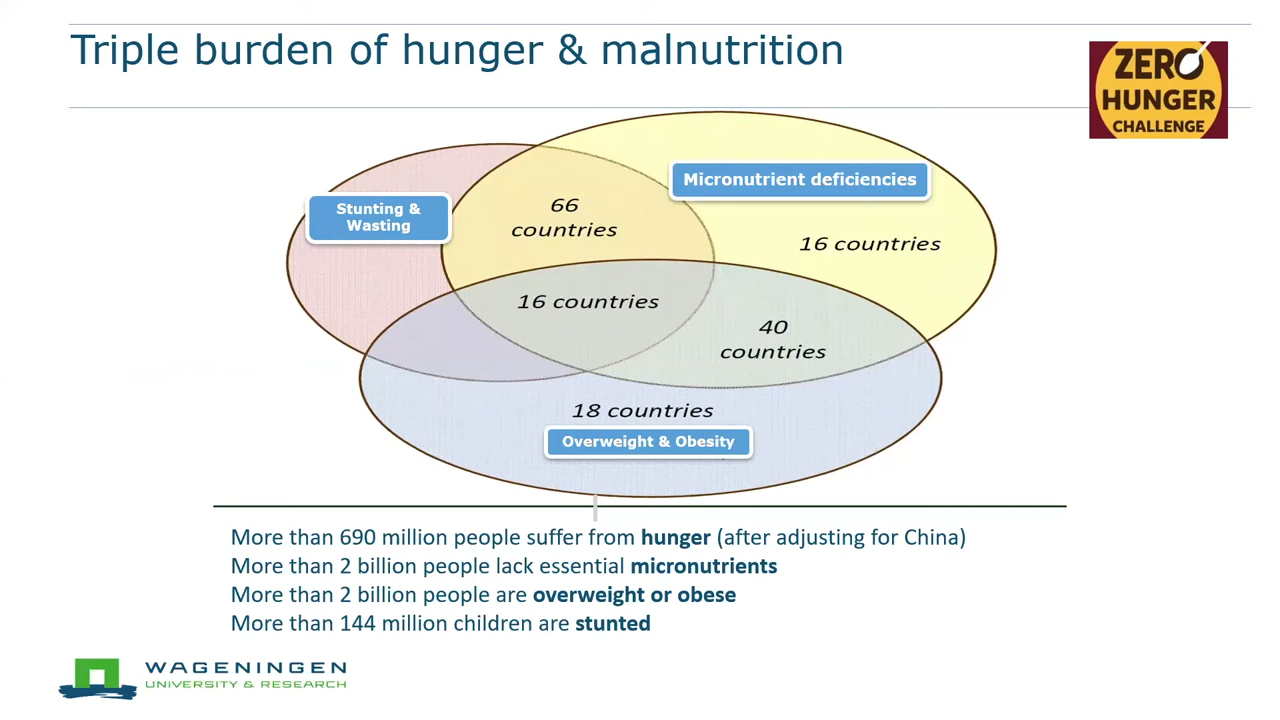 Triple burden of hunger & malnutrition
ZERO
HUNGER
CHALLENGE
Micronutrient deficiencies
Stunting &
Wasting
66
countries
16 countries
16 countries
40
countries
18 countries
Overweight & Obesity
More than 690 million people suffer from hunger (after adjusting for China)
More than 2 billion people lack essential micronutrients
More than 2 billion people are overweight or obese
More than 144 million children are stunted
WAGENINGEN
UNIVERSITY & RESEARCH